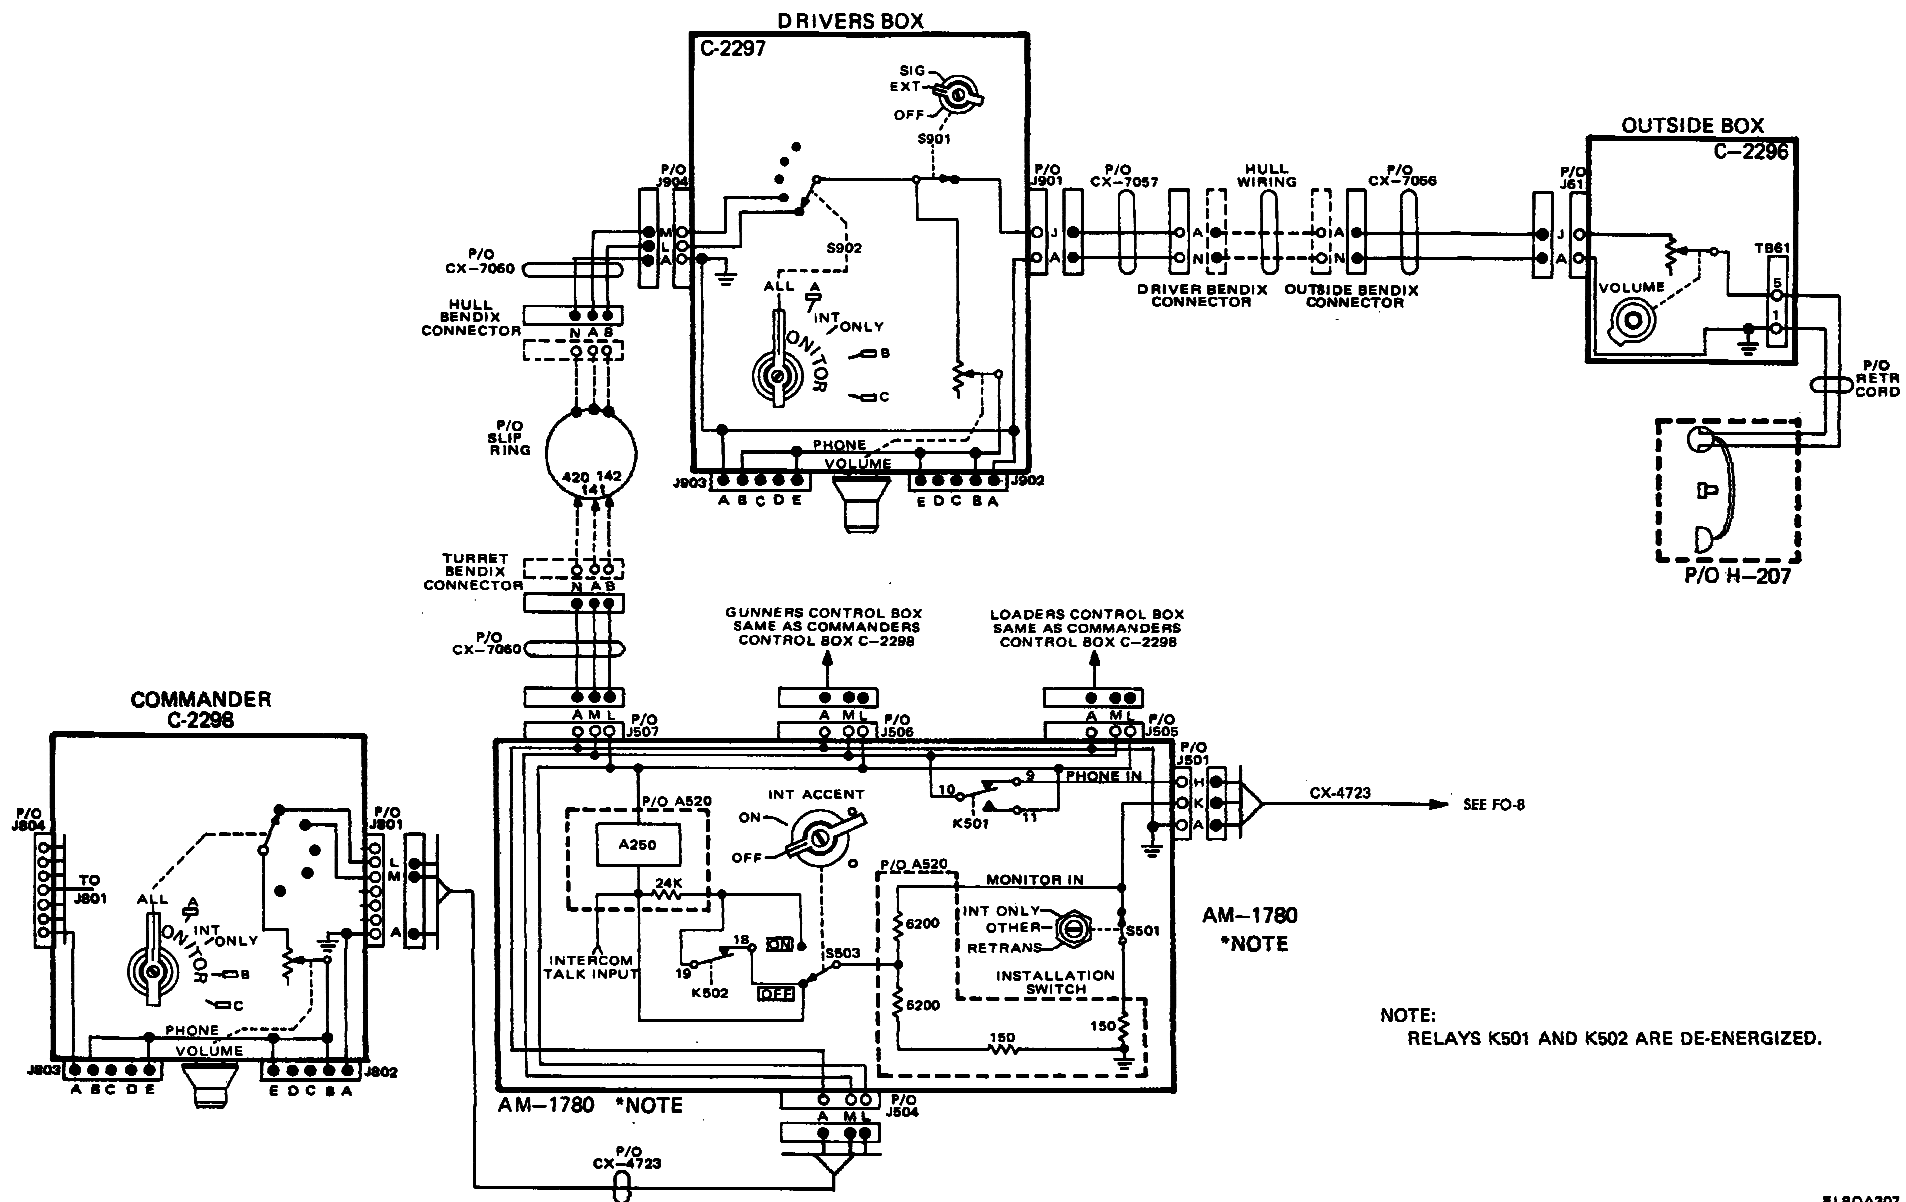 DRIVERS BOX
C-2297
SIG
EXT
OFF
S901
P/O
J904
M
L
A
S902
ALL
A
INT
ONLY
MONITOR
B
C
PHONE
VOLUME
J903
A B C D E
E D C B A
J902
P/O
J901
J
A
P/O
CX-7057
A
N
DRIVER BENDIX
CONNECTOR
HULL
WIRING
A
N
OUTSIDE BENDIX
CONNECTOR
P/O
CX-7056
OUTSIDE BOX
C-2296
P/O
J61
J
A
VOLUME
TB61
5
1
P/O
RETR
CORD
P/O H-207
P/O
CX-7060
HULL
BENDIX
CONNECTOR
N A B
P/O
SLIP
RING
420 142
141
TURRET
BENDIX
CONNECTOR
N A B
P/O
CX-7060
GUNNERS CONTROL BOX
SAME AS COMMANDERS
CONTROL BOX C-2298
LOADERS CONTROL BOX
SAME AS COMMANDERS
CONTROL BOX C-2298
A M L
P/O
J507
A M L
P/O
J506
A M L
P/O
J505
COMMANDER
C-2298
P/O
J804
TO
J801
ALL
A
INT
ONLY
MONITOR
B
C
PHONE
VOLUME
P/O
J801
L
M
A
J803
A B C D E
E D C B A
J802
P/O A520
A250
24K
INTERCOM
TALK INPUT
INT ACCENT
ON
OFF
19
18
K502
ON
OFF
S503
10
9
11
K501
PHONE IN
P/O
J501
H
K
A
CX-4723
SEE FO-8
P/O A520
MONITOR IN
6200
6200
150
150
INT ONLY
OTHER
RETRANS
S501
INSTALLATION
SWITCH
AM-1780
*NOTE
AM-1780 *NOTE
P/O
J504
A M L
P/O
CX-4723
NOTE:
RELAYS K501 AND K502 ARE DE-ENERGIZED.